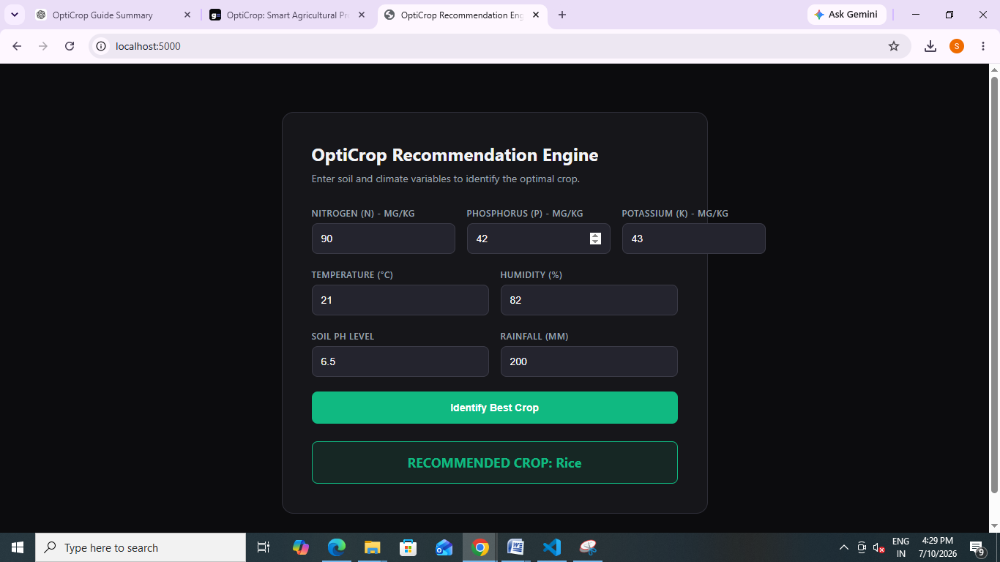 OptiCrop Guide Summary
OptiCrop: Smart Agricultural Pr
OptiCrop Recommendation Eng
Ask Gemini
localhost:5000
S
OptiCrop Recommendation Engine
Enter soil and climate variables to identify the optimal crop.
NITROGEN (N) - MG/KG
PHOSPHORUS (P) - MG/KG
POTASSIUM (K) - MG/KG
90
42
43
TEMPERATURE (°C)
HUMIDITY (%)
21
82
SOIL PH LEVEL
RAINFALL (MM)
6.5
200
Identify Best Crop
RECOMMENDED CROP: Rice
Type here to search
ENG
IN
4:29 PM
7/10/2026
9